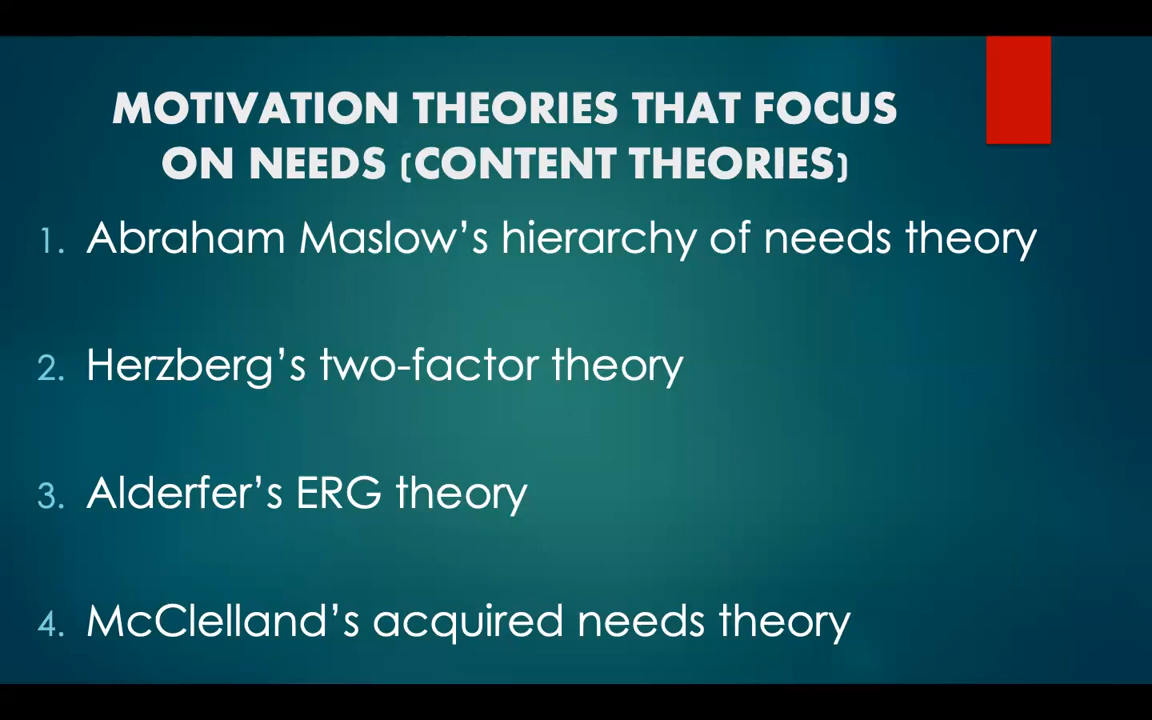 MOTIVATION THEORIES THAT FOCUS
ON NEEDS (CONTENT THEORIES)
1. Abraham Maslow’s hierarchy of needs theory
2. Herzberg’s two-factor theory
3. Alderfer’s ERG theory
4. McClelland’s acquired needs theory